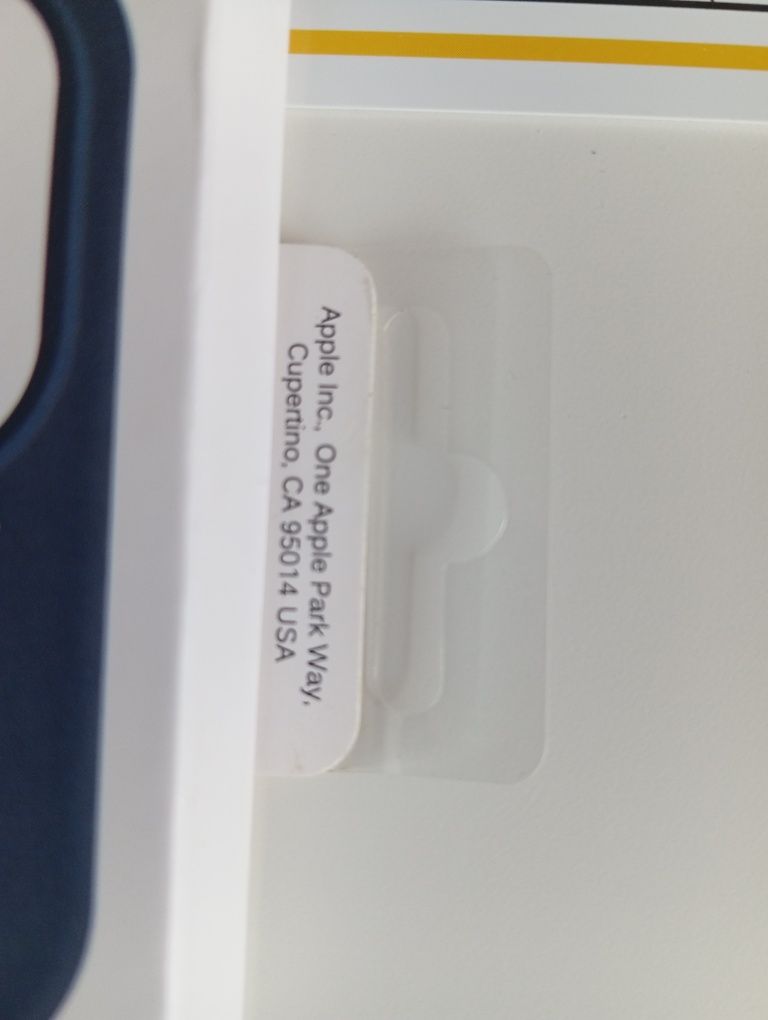 Apple Inc., One Apple Park Way,
Cupertino, CA 95014 USA